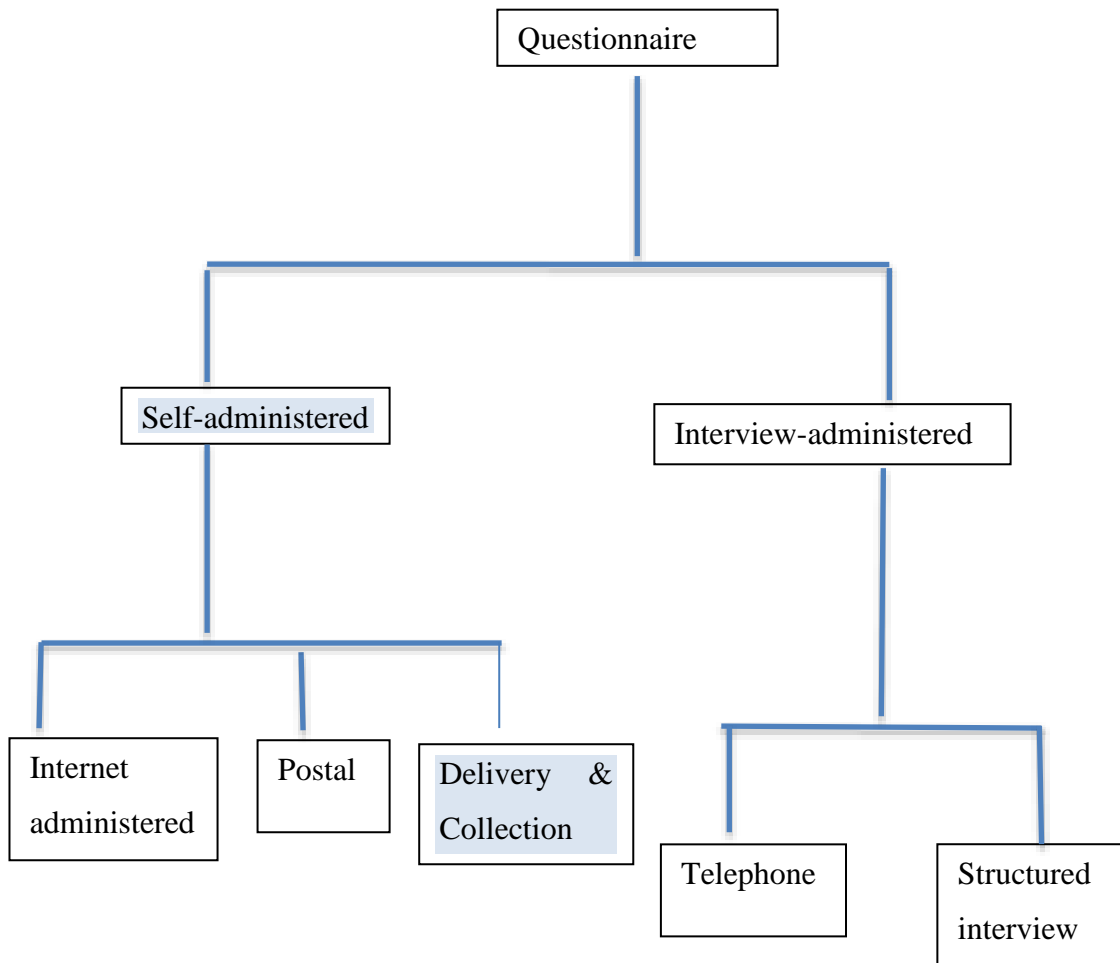 Questionnaire
Self-administered
Interview-administered
Internet
administered
Postal
Delivery &
Collection
Telephone
Structured
interview